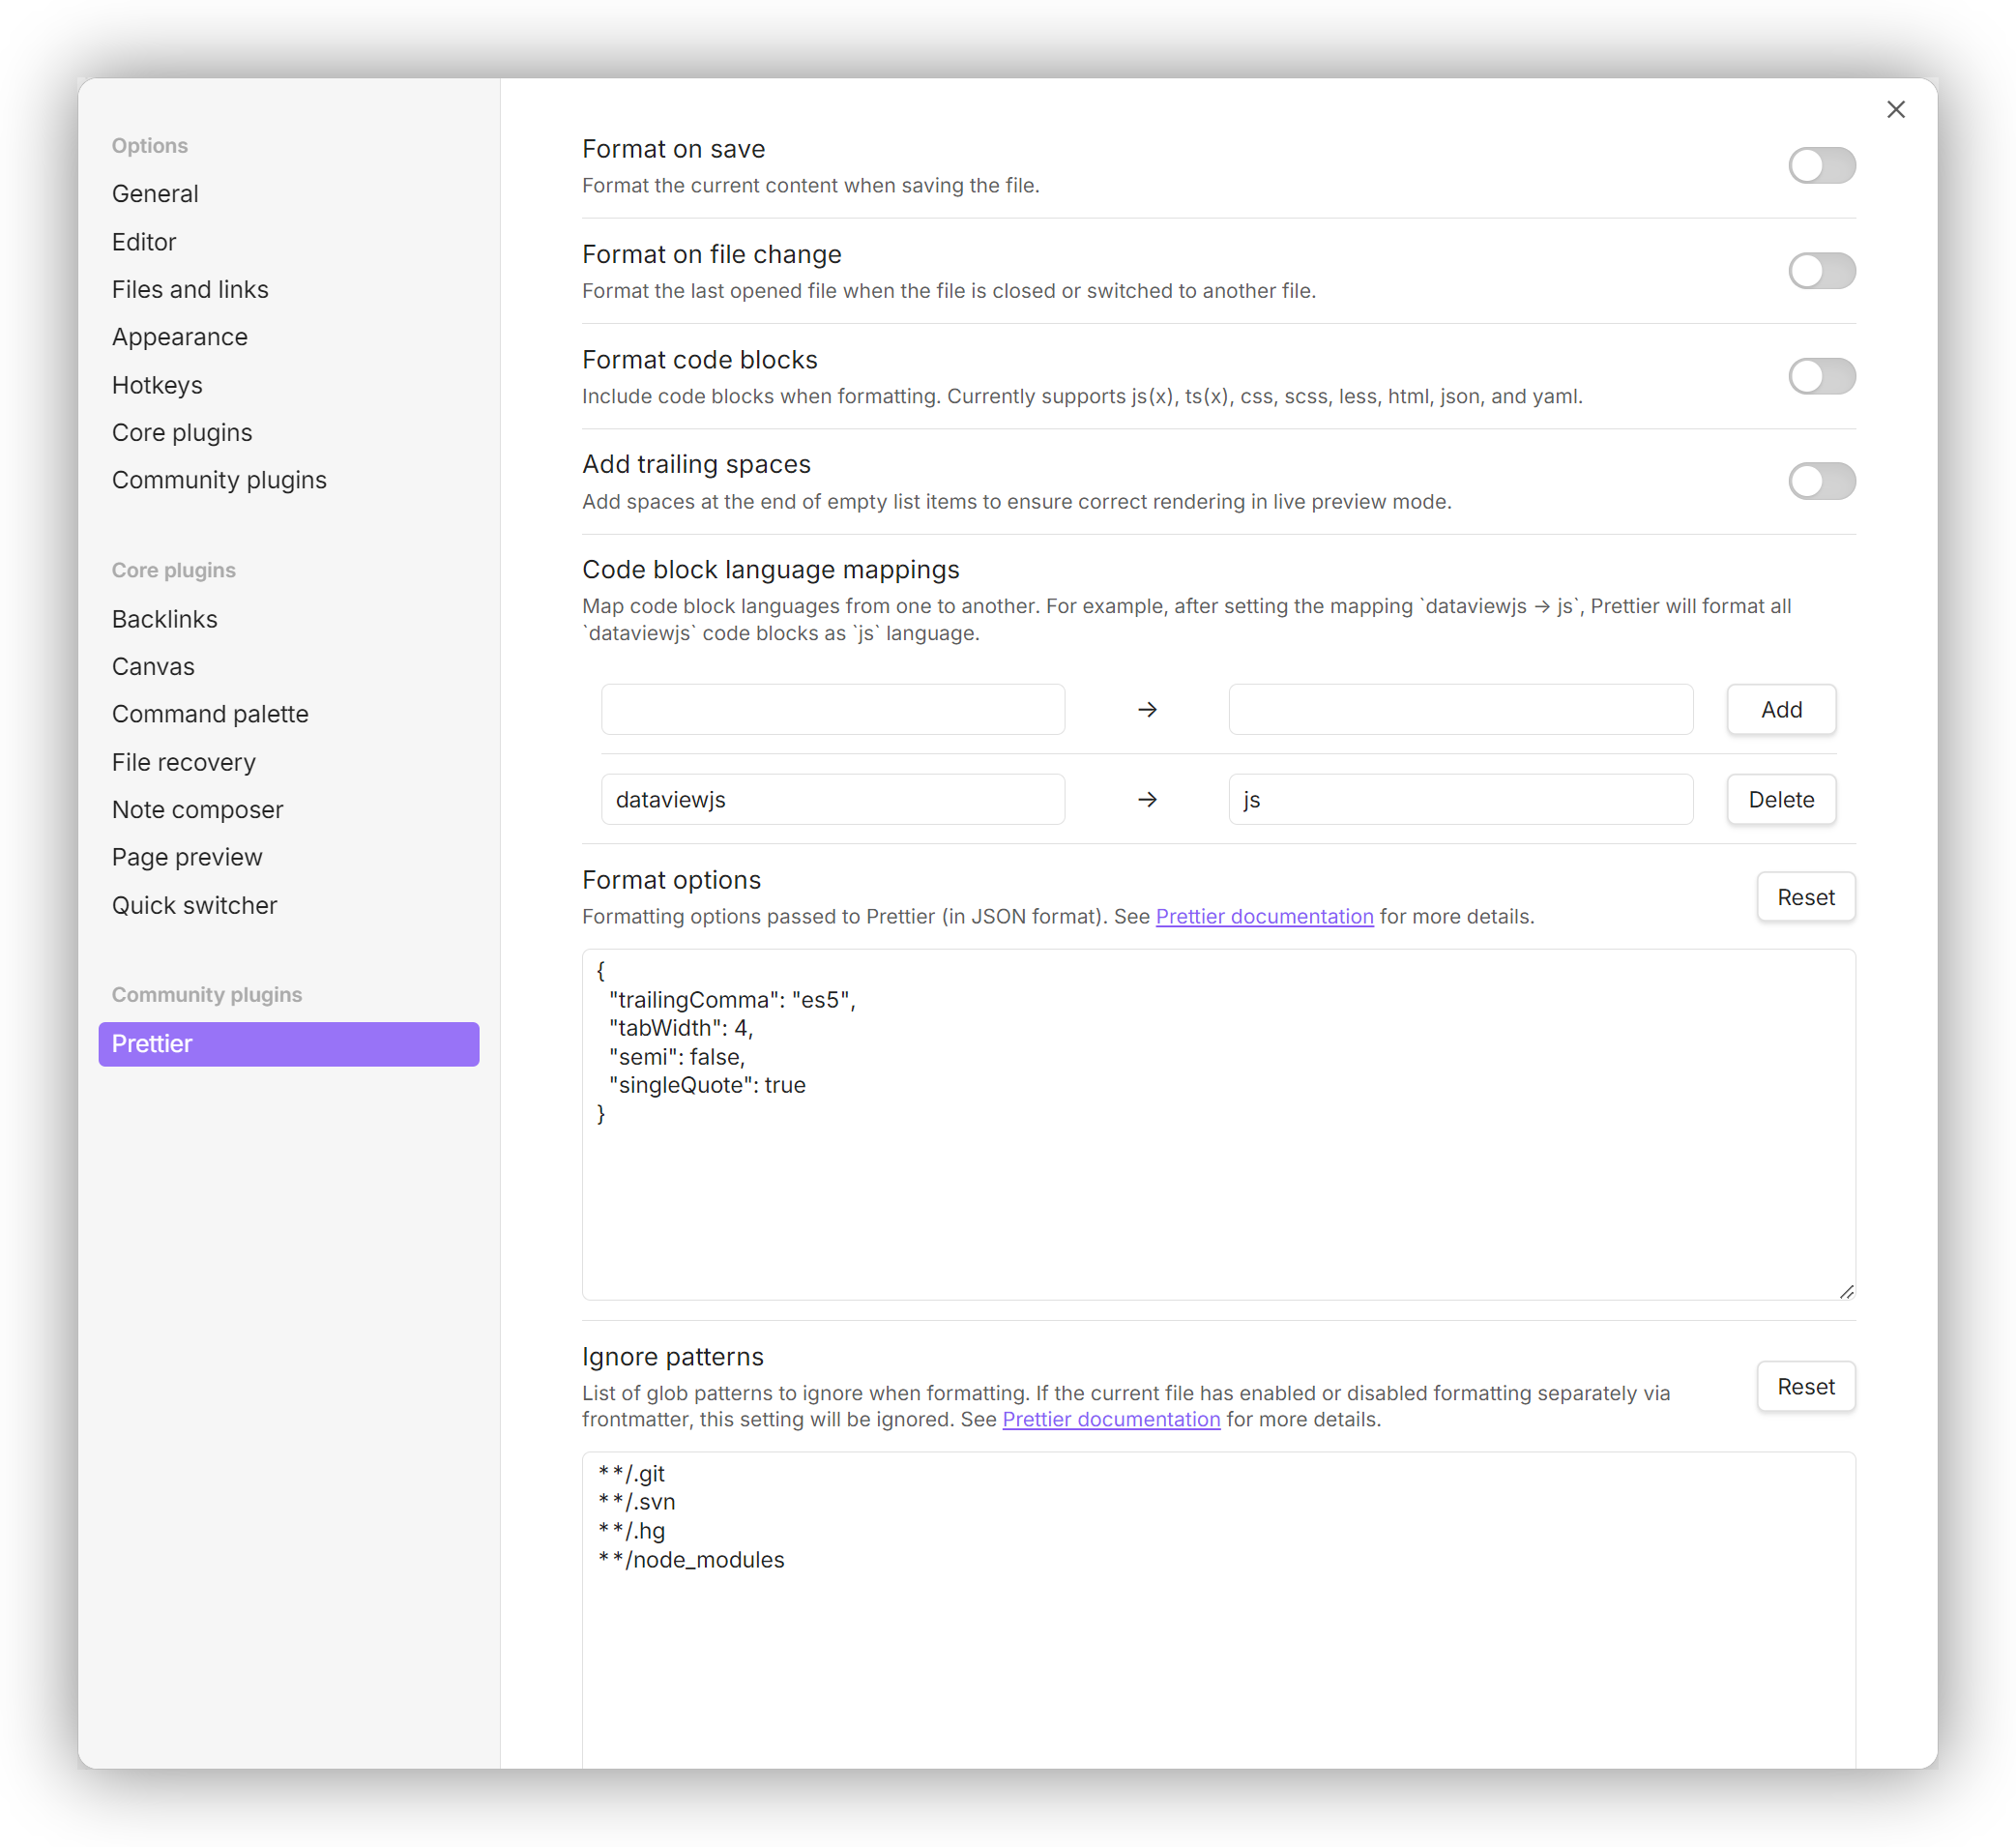 Options
General
Editor
Files and links
Appearance
Hotkeys
Core plugins
Community plugins
Core plugins
Backlinks
Canvas
Command palette
File recovery
Note composer
Page preview
Quick switcher
Community plugins
Prettier
Format on save
Format the current content when saving the file.
Format on file change
Format the last opened file when the file is closed or switched to another file.
Format code blocks
Include code blocks when formatting. Currently supports js(x), ts(x), css, scss, less, html, json, and yaml.
Add trailing spaces
Add spaces at the end of empty list items to ensure correct rendering in live preview mode.
Code block language mappings
Map code block languages from one to another. For example, after setting the mapping `dataviewjs → js`, Prettier will format all
`dataviewjs` code blocks as `js` language.
→ Add
dataviewjs → js Delete
Format options
Formatting options passed to Prettier (in JSON format). See Prettier documentation for more details.
Reset
{
"trailingComma": "es5",
"tabWidth": 4,
"semi": false,
"singleQuote": true
}
Ignore patterns
List of glob patterns to ignore when formatting. If the current file has enabled or disabled formatting separately via
frontmatter, this setting will be ignored. See Prettier documentation for more details.
Reset
**/.git
**/.svn
**/.hg
**/node_modules